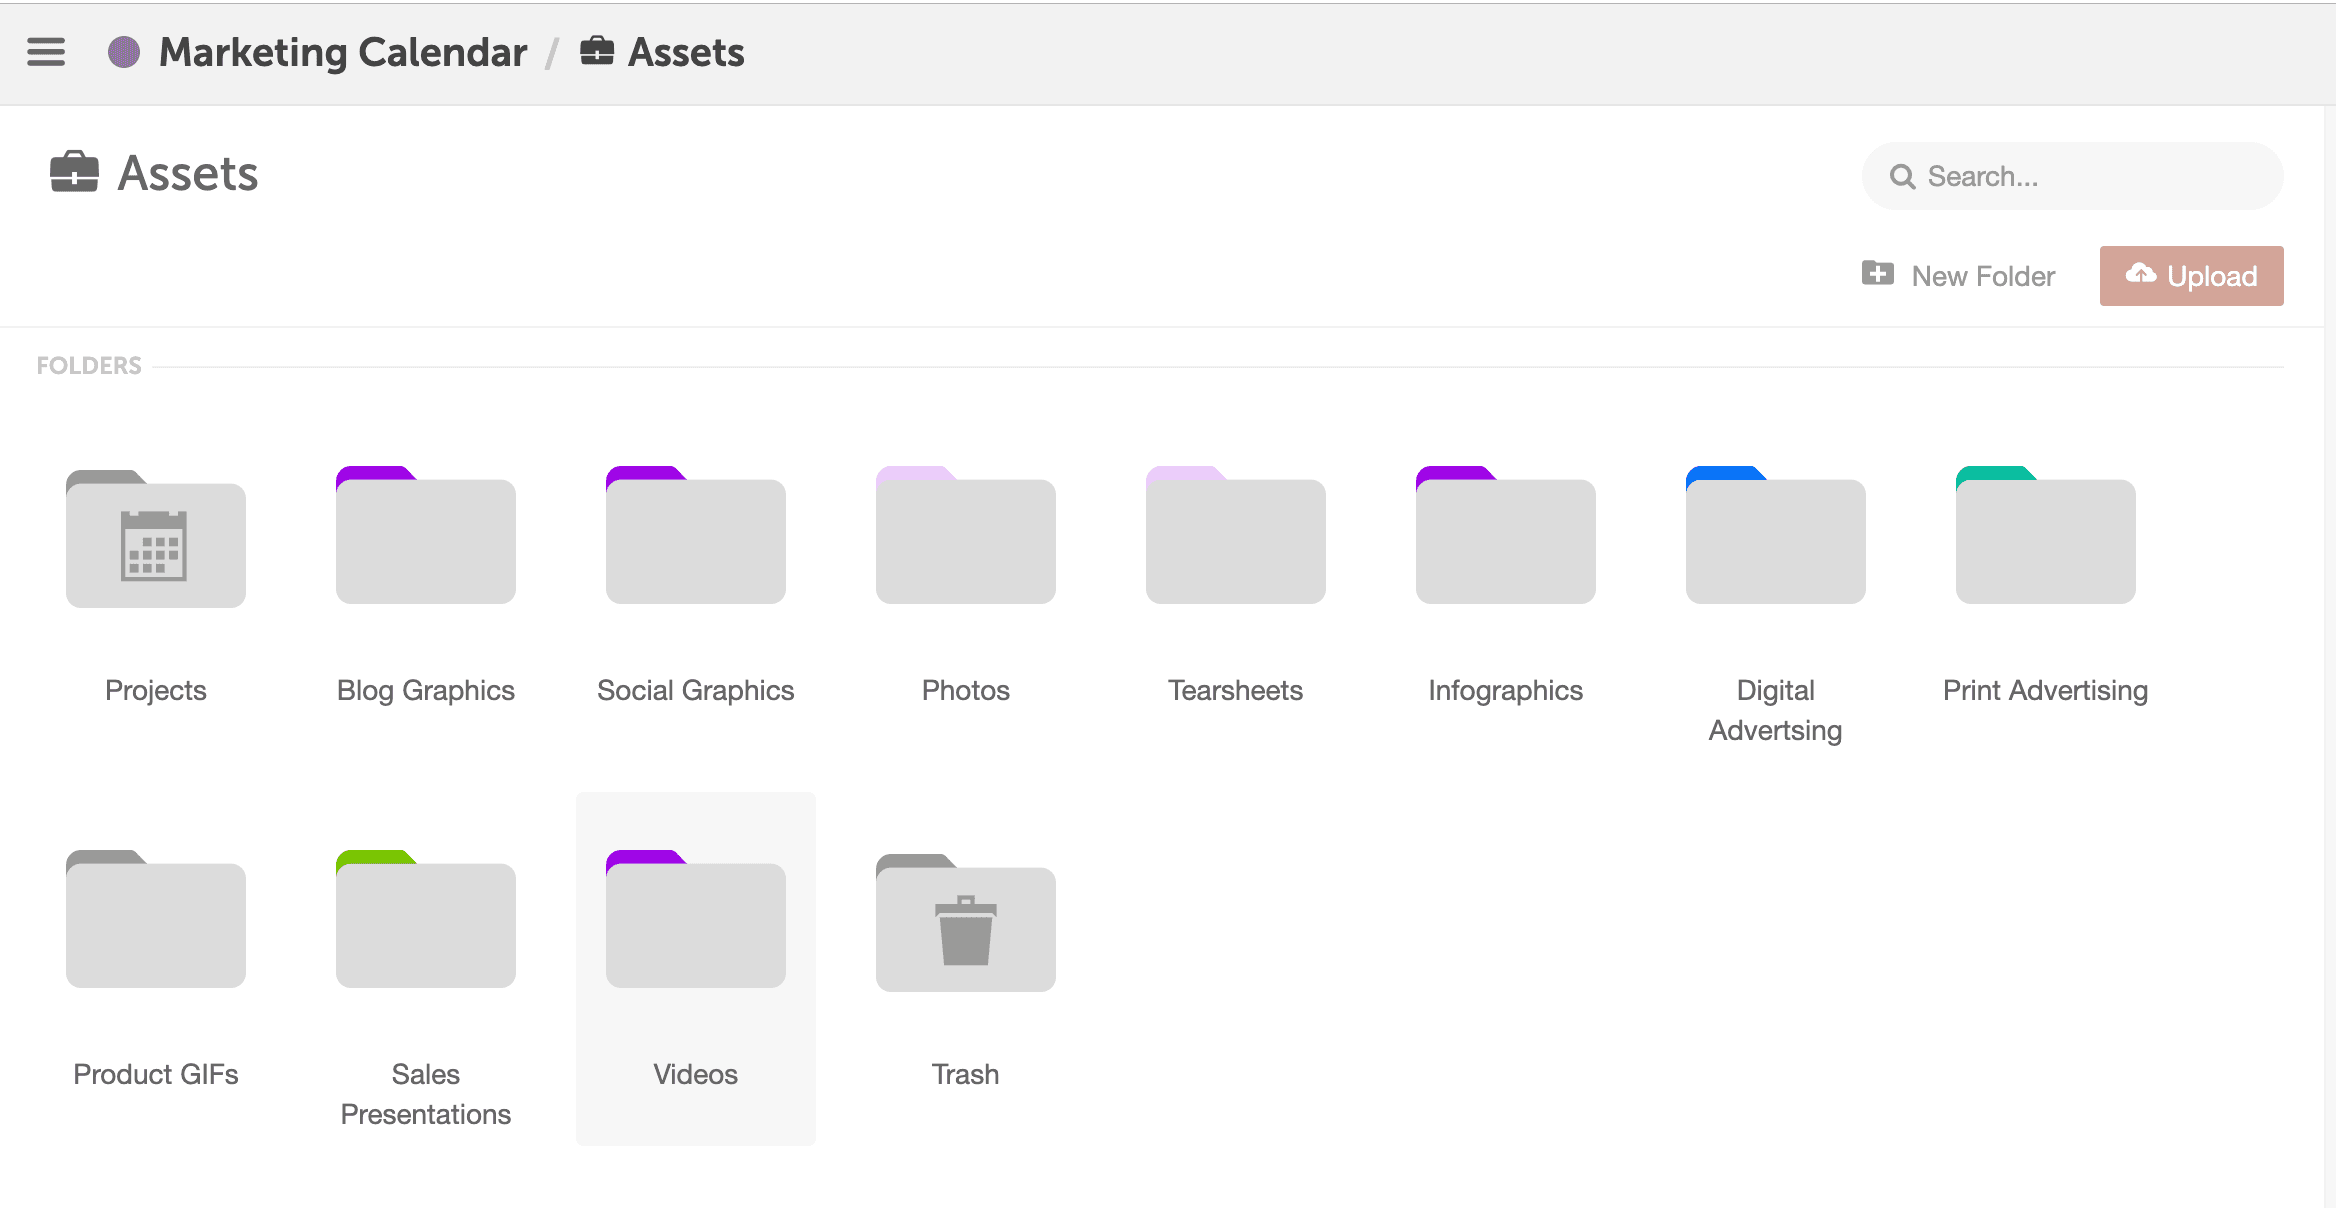 Marketing Calendar / Assets
Assets
Search...
New Folder
Upload
FOLDERS
Projects
Blog Graphics
Social Graphics
Photos
Tearsheets
Infographics
Digital
Advertsing
Print Advertising
Product GIFs
Sales
Presentations
Videos
Trash